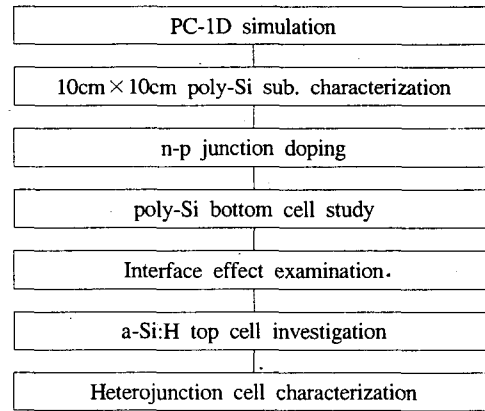 PC-1D simulation
10cm×10cm poly-Si sub. characterization
n-p junction doping
poly-Si bottom cell study
Interface effect examination.
a-Si:H top cell investigation
Heterojunction cell characterization